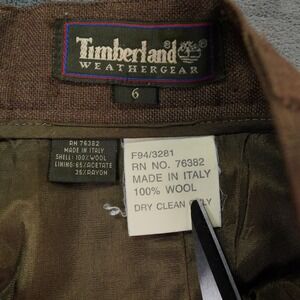 Timberland
WEATHERGEAR
6
RN 76382
MADE IN ITALY
SHELL: 100% WOOL
LINING: 65% ACETATE
35% RAYON
F94/3281
RN NO. 76382
MADE IN ITALY
100% WOOL
DRY CLEAN ONLY